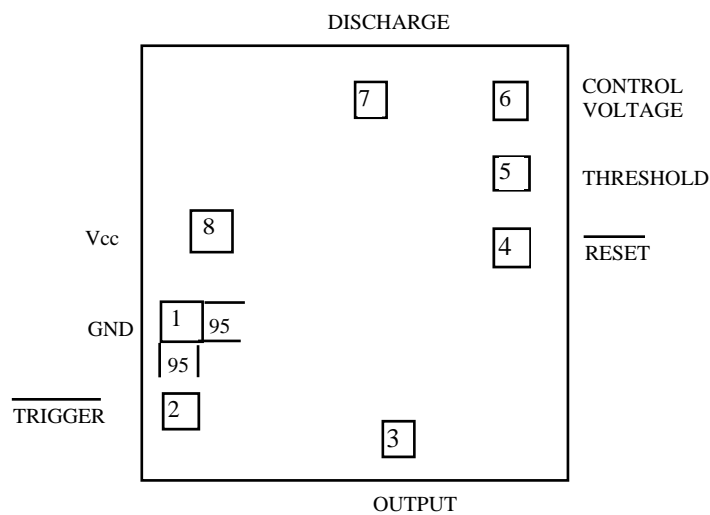 DISCHARGE
7
6
CONTROL
VOLTAGE
5
THRESHOLD
8
Vcc
4
RESET
GND
1
95
95
2
TRIGGER
3
OUTPUT